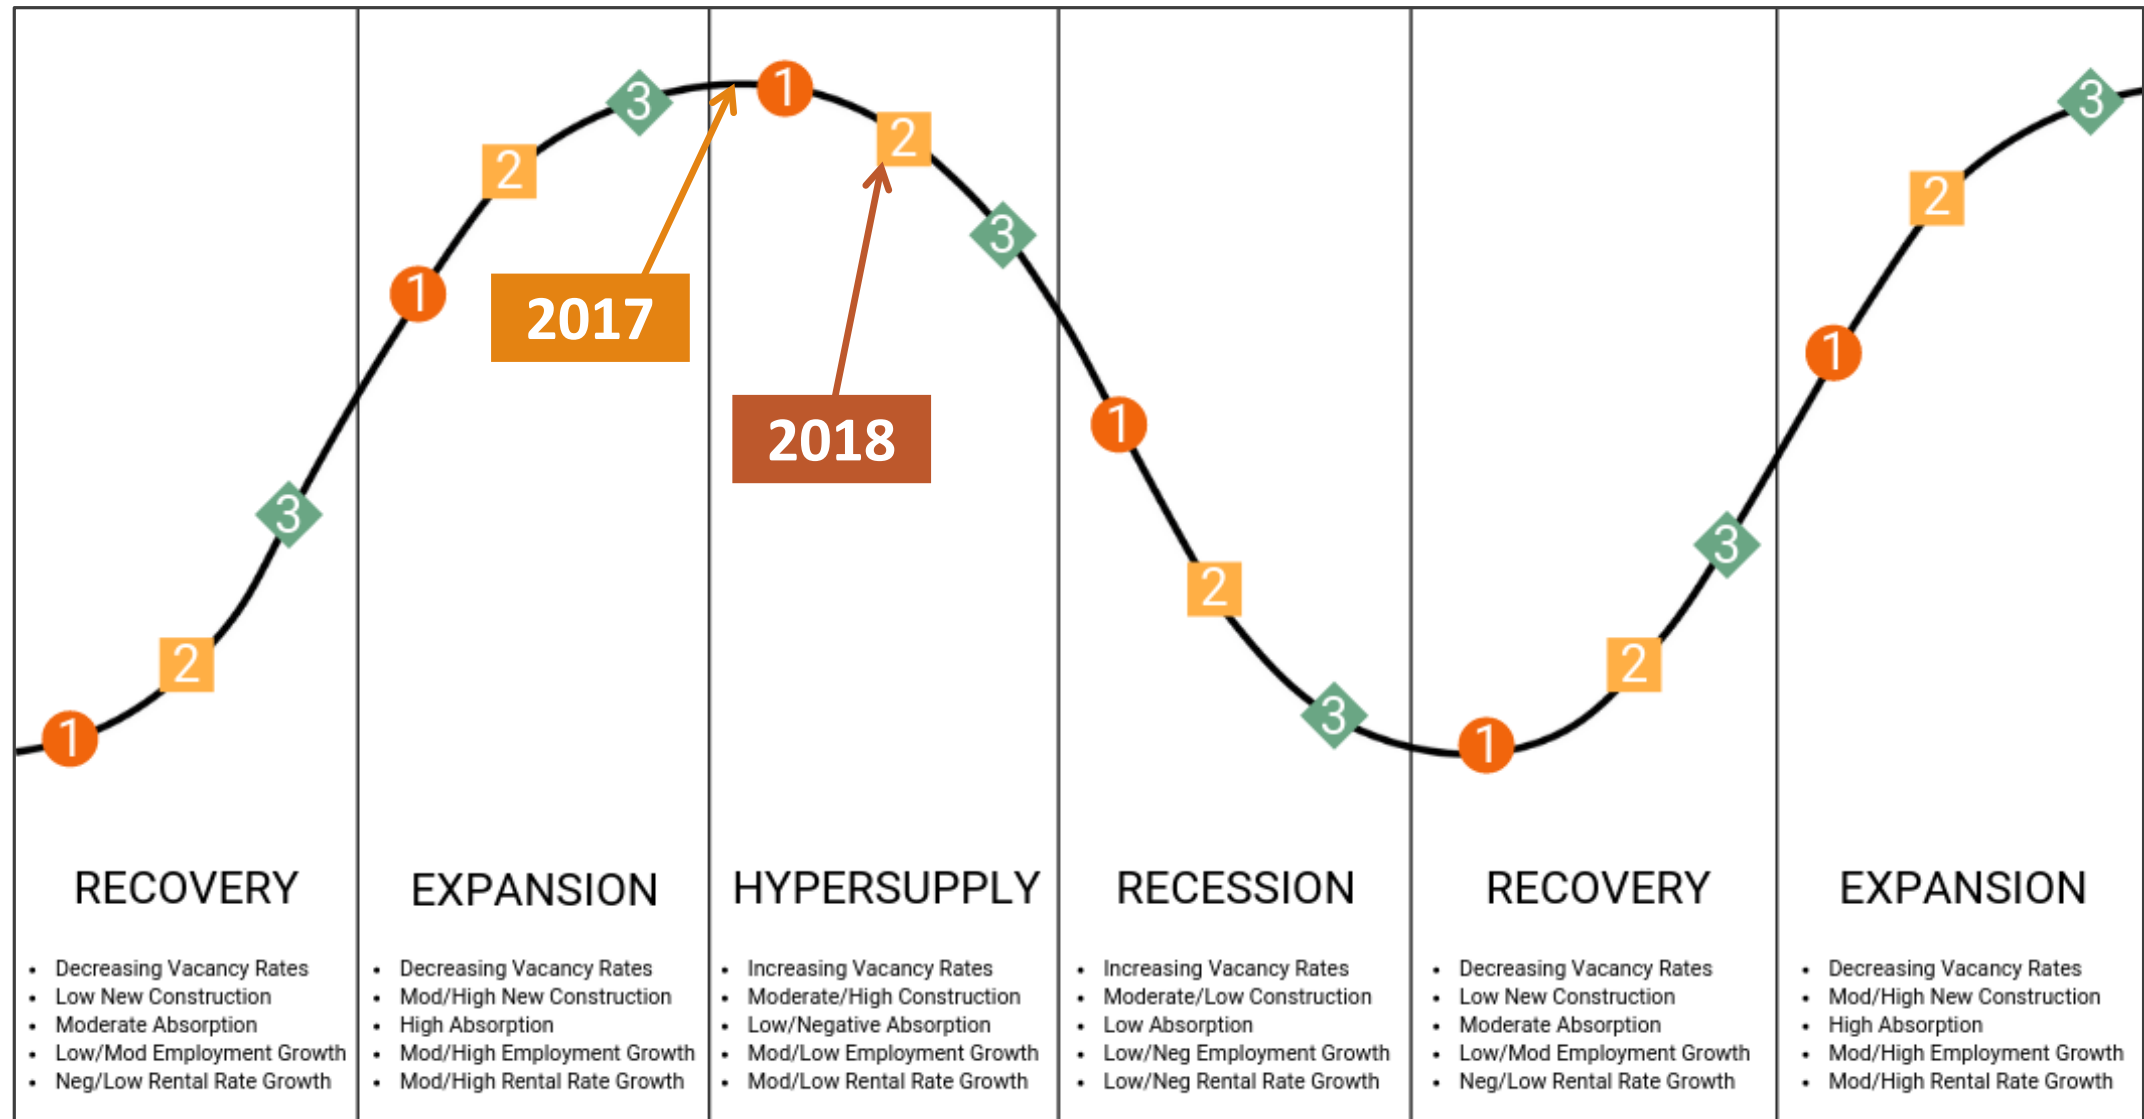 3
1
3
2
2
3
2
2
3
1
2017
1
1
2018
3
3
2
2
2
3
1
1
RECOVERY
EXPANSION
HYPERSUPPLY
RECESSION
RECOVERY
EXPANSION
• Decreasing Vacancy Rates
• Low New Construction
• Moderate Absorption
• Low/Mod Employment Growth
• Neg/Low Rental Rate Growth
• Decreasing Vacancy Rates
• Mod/High New Construction
• High Absorption
• Mod/High Employment Growth
• Mod/High Rental Rate Growth
• Increasing Vacancy Rates
• Moderate/High Construction
• Low/Negative Absorption
• Mod/Low Employment Growth
• Mod/Low Rental Rate Growth
• Increasing Vacancy Rates
• Moderate/Low Construction
• Low Absorption
• Low/Neg Employment Growth
• Low/Neg Rental Rate Growth
• Decreasing Vacancy Rates
• Low New Construction
• Moderate Absorption
• Low/Mod Employment Growth
• Neg/Low Rental Rate Growth
• Decreasing Vacancy Rates
• Mod/High New Construction
• High Absorption
• Mod/High Employment Growth
• Mod/High Rental Rate Growth